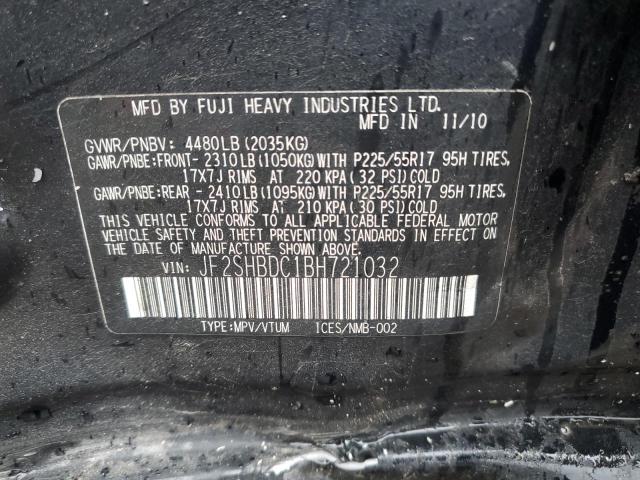 MFD BY FUJI HEAVY INDUSTRIES LTD.
MFD IN 11/10
GVWR/PNBV: 4480LB(2035KG)
GAWR/PNBE:FRONT- 2310LB(1050KG)WITH P225/55R17 95H TIRES,
17X7J RIMS AT 220 KPA(32 PSI)COLD
GAWR/PNBE:REAR - 2410LB(1095KG)WITH P225/55R17 95H TIRES,
17X7J RIMS AT 210 KPA(30 PSI)COLD
THIS VEHICLE CONFORMS TO ALL APPLICABLE FEDERAL MOTOR
VEHICLE SAFETY AND THEFT PREVENTION STANDARDS IN EFFECT ON
THE DATE OF MANUFACTURE SHOWN ABOVE.
VIN: JF2SHBDC1BH721032
TYPE:MPV/VTUM ICES/NMB-002